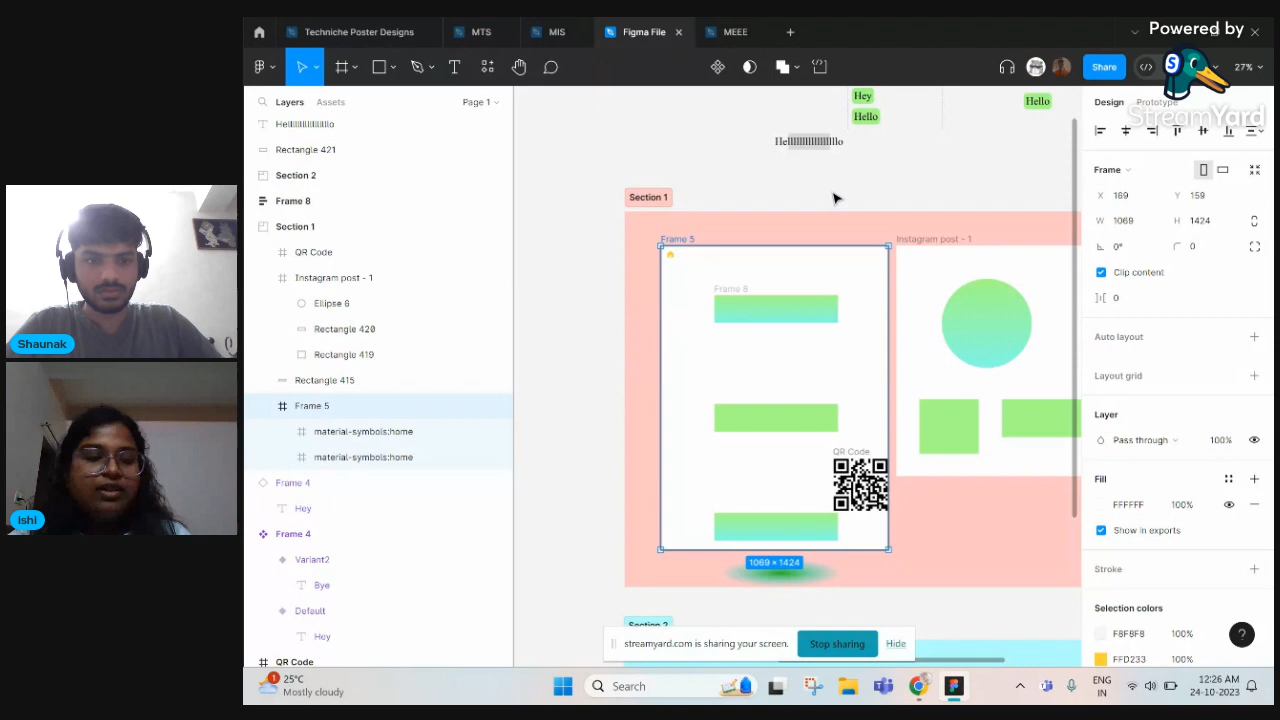 Techniche Poster Designs
MTS
MIS
Figma File
MEEE
Powered by
StreamYard
Share
27%
Layers
Assets
Page 1
Helllllllllllllllllo
Rectangle 421
Section 2
Frame 8
Section 1
QR Code
Instagram post - 1
Ellipse 6
Rectangle 420
Rectangle 419
Rectangle 415
Frame 5
material-symbols:home
material-symbols:home
Frame 4
Hey
Frame 4
Variant2
Bye
Default
Hey
QR Code
Hey
Hello
Hello
Helllllllllllllllllo
Section 1
Frame 5
Instagram post - 1
Frame 8
QR Code
1069 × 1424
Section 2
streamyard.com is sharing your screen.
Stop sharing
Hide
Design
Prototype
Frame
X 169
Y 159
W 1069
H 1424
0°
0
Clip content
0
Auto layout
Layout grid
Layer
Pass through
100%
Fill
FFFFFF 100%
Show in exports
Stroke
Selection colors
F8F8F8 100%
FFD233 100%
Shaunak
Ishi
1
25°C
Mostly cloudy
Search
ENG
IN
12:26 AM
24-10-2023